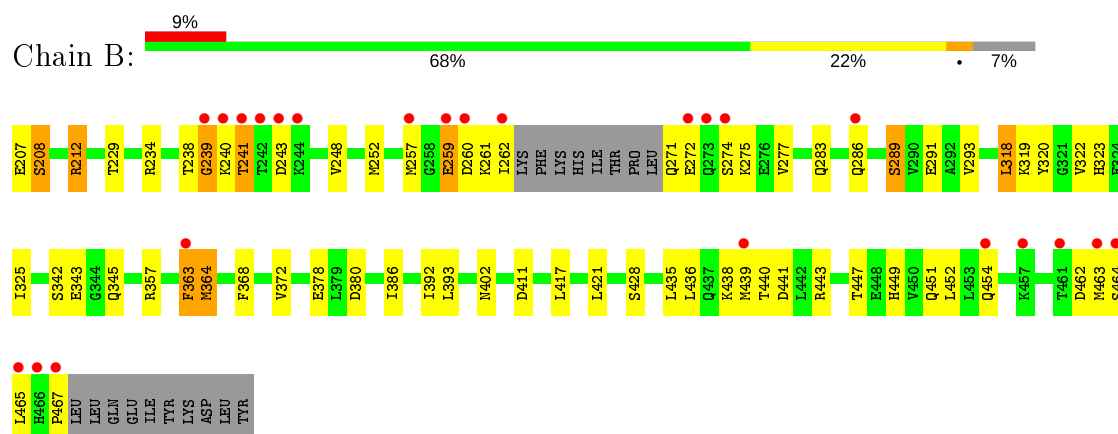 9%
Chain B:
68% 22% • 7%
E207 S208 R212 T229 R234 T238 G239 K240 T241 T242 D243 K244 V248 M252 M257 G258 E259 D260 K261 I262 LYS PHE LYS HIS ILE THR PRO LEU Q271 E272 Q273 S274 K275 E276 V277 Q283 Q286 S289 V290 E291 A292 V293 L318 K319 Y320 G321 V322 H323 E324
I325 S342 E343 G344 Q345 R357 F363 M364 F368 V372 E378 L379 D380 I386 I392 L393 N402 D411 L417 L421 S428 L435 L436 Q437 K438 M439 T440 D441 L442 R443 T447 E448 H449 V450 Q451 L452 L453 Q454 K457 T461 D462 M463 S464
L465 H466 P467 LEU LEU GLN GLU ILE TYR LYS ASP LEU TYR